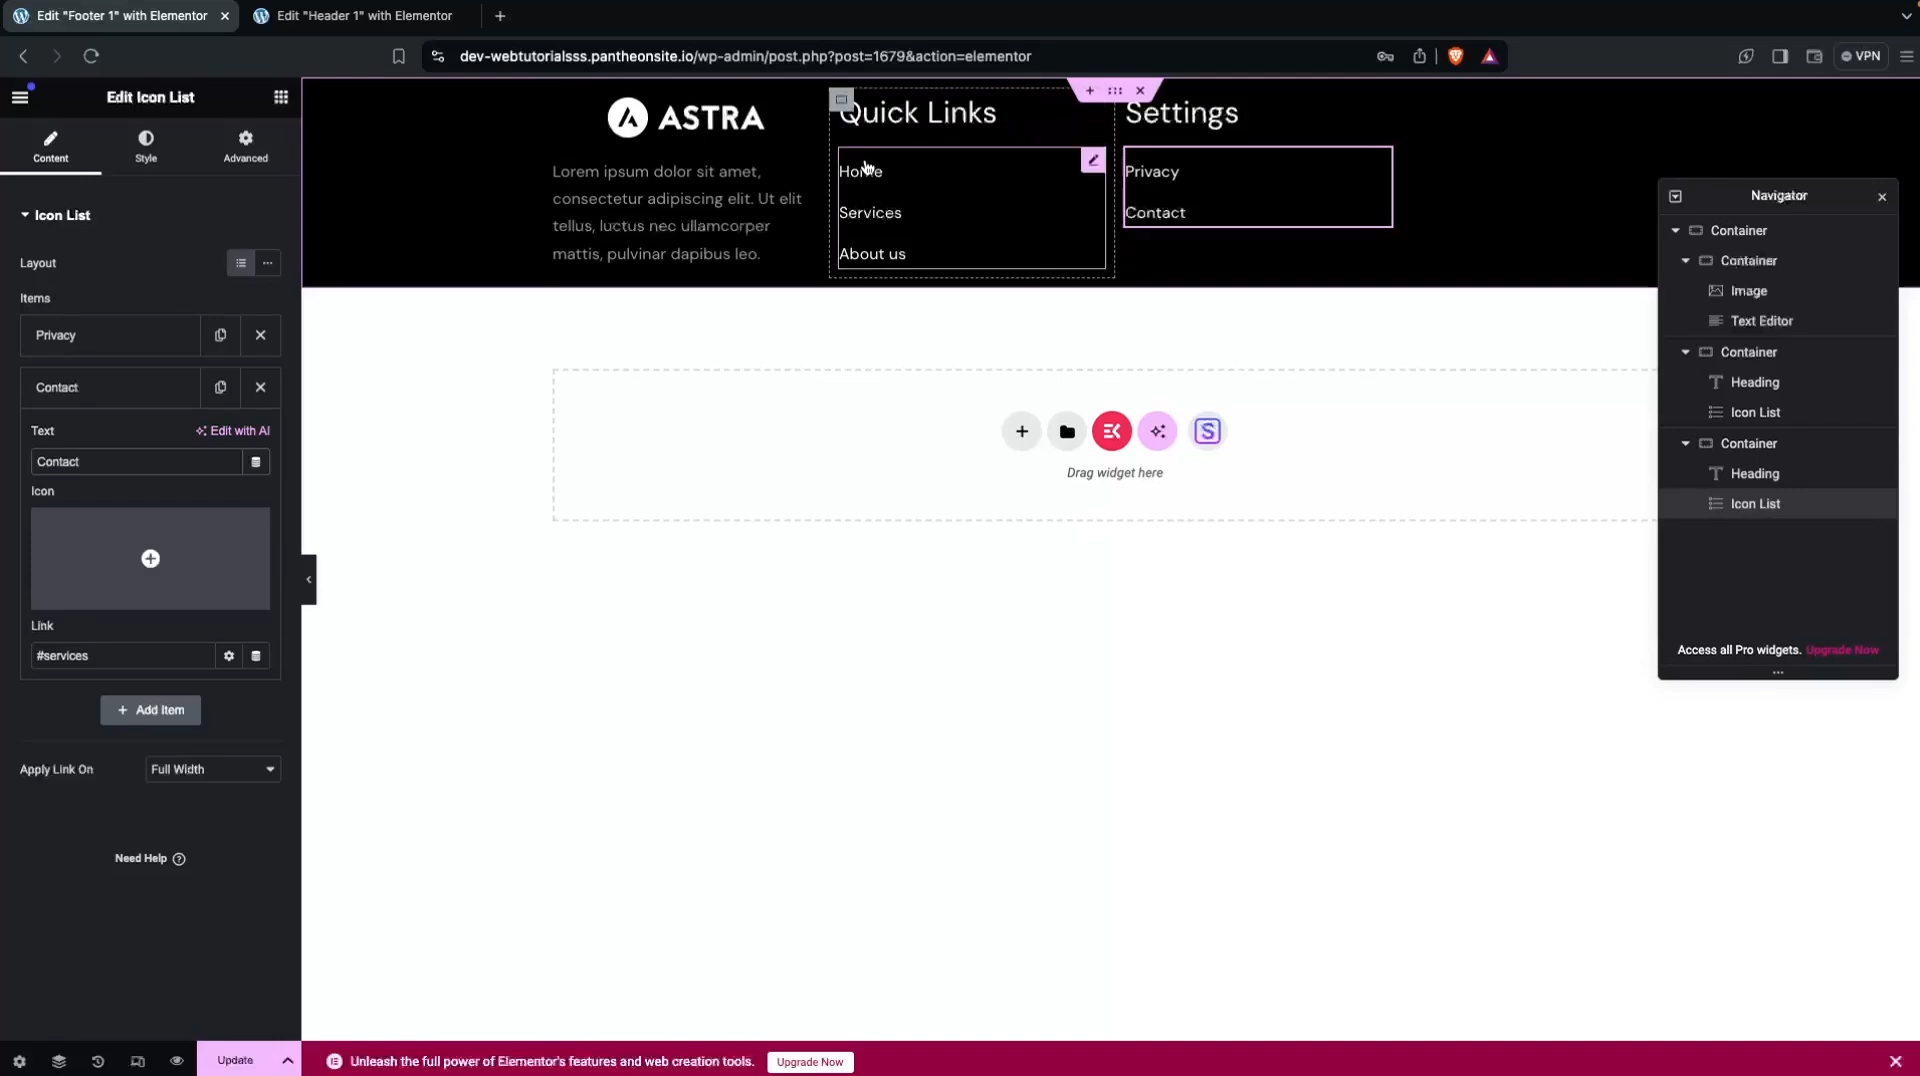 Edit "Footer 1" with Elementor
Edit "Header 1" with Elementor
dev-webtutorialsss.pantheonsite.io/wp-admin/post.php?post=1679&action=elementor
VPN
Edit Icon List
Content
Style
Advanced
Icon List
Layout
Items
Privacy
Contact
Text
Edit with AI
Contact
Icon
Link
#services
Add Item
Apply Link On
Full Width
Need Help
Update
ASTRA
Lorem ipsum dolor sit amet,
consectetur adipiscing elit. Ut elit
tellus, luctus nec ullamcorper
mattis, pulvinar dapibus leo.
Quick Links
Home
Services
About us
Settings
Privacy
Contact
Drag widget here
Navigator
Container
Container
Image
Text Editor
Container
Heading
Icon List
Container
Heading
Icon List
Access all Pro widgets. Upgrade Now
Unleash the full power of Elementor's features and web creation tools.
Upgrade Now